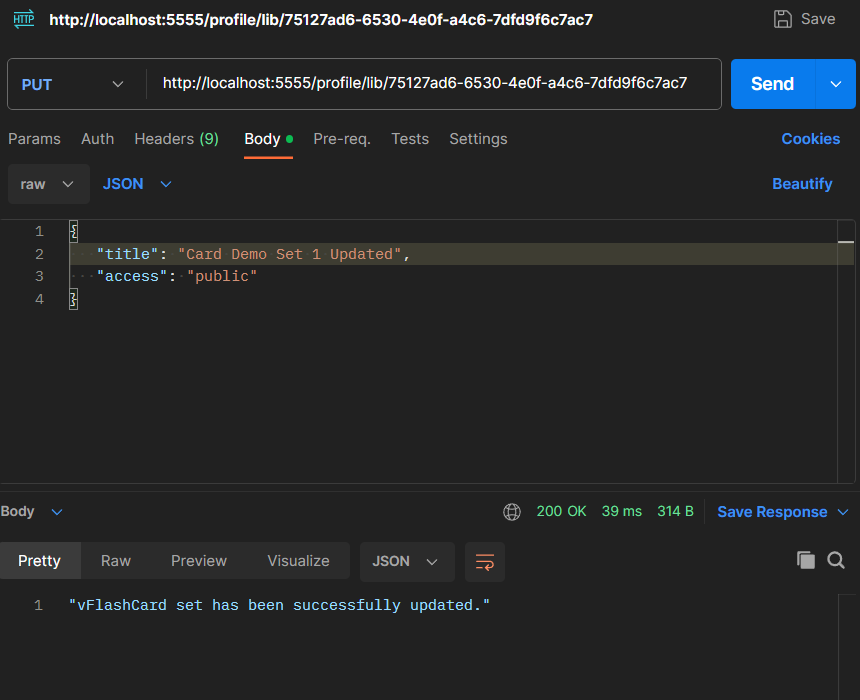 HTTP http://localhost:5555/profile/lib/75127ad6-6530-4e0f-a4c6-7dfd9f6c7ac7 Save
PUT http://localhost:5555/profile/lib/75127ad6-6530-4e0f-a4c6-7dfd9f6c7ac7 Send
Params Auth Headers (9) Body Pre-req. Tests Settings Cookies
raw JSON Beautify
1 {
2 "title": "Card Demo Set 1 Updated",
3 "access": "public"
4 }
Body 200 OK 39 ms 314 B Save Response
Pretty Raw Preview Visualize JSON
1 "vFlashCard set has been successfully updated."